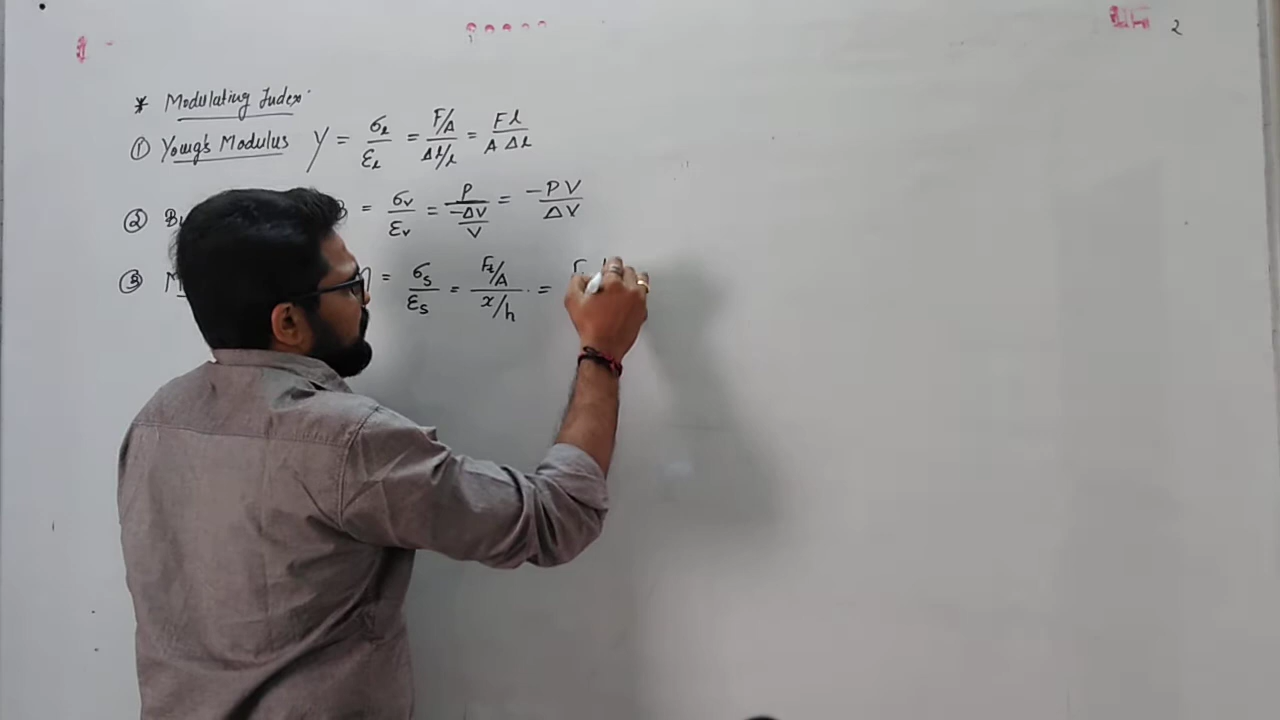 * Modulating Index
① Young's Modulus Y = σl/εl = F/A / Δl/l = Fl / A Δl
② B = σv/εv = P / -ΔV/V = -PV / ΔV
③ M = σs/εs = Ft/A / x/h =
2